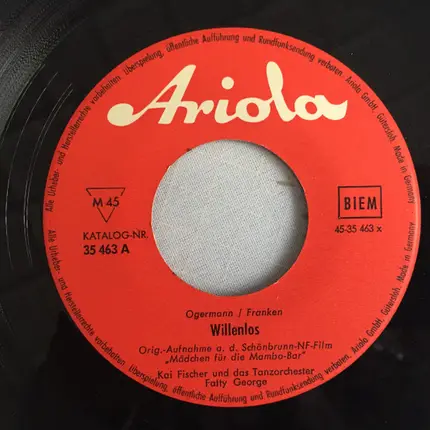 Alle Urheber- und Herstellerrechte vorbehalten. Überspielung, öffentliche Aufführung und Rundfunksendung verboten. Ariola GmbH. Gütersloh. Made in Germany
Ariola
M 45
KATALOG-NR.
35 463 A
BIEM
45-35 463 x
Ogermann / Franken
Willenlos
Orig.-Aufnahme a. d. Schönbrunn-NF-Film
„Mädchen für die Mambo-Bar"
Kai Fischer und das Tanzorchester
Fatty George
Alle Urheber- und Herstellerrechte vorbehalten. Überspielung, öffentliche Aufführung und Rundfunksendung verboten. Ariola GmbH. Gütersloh. Made in Germany